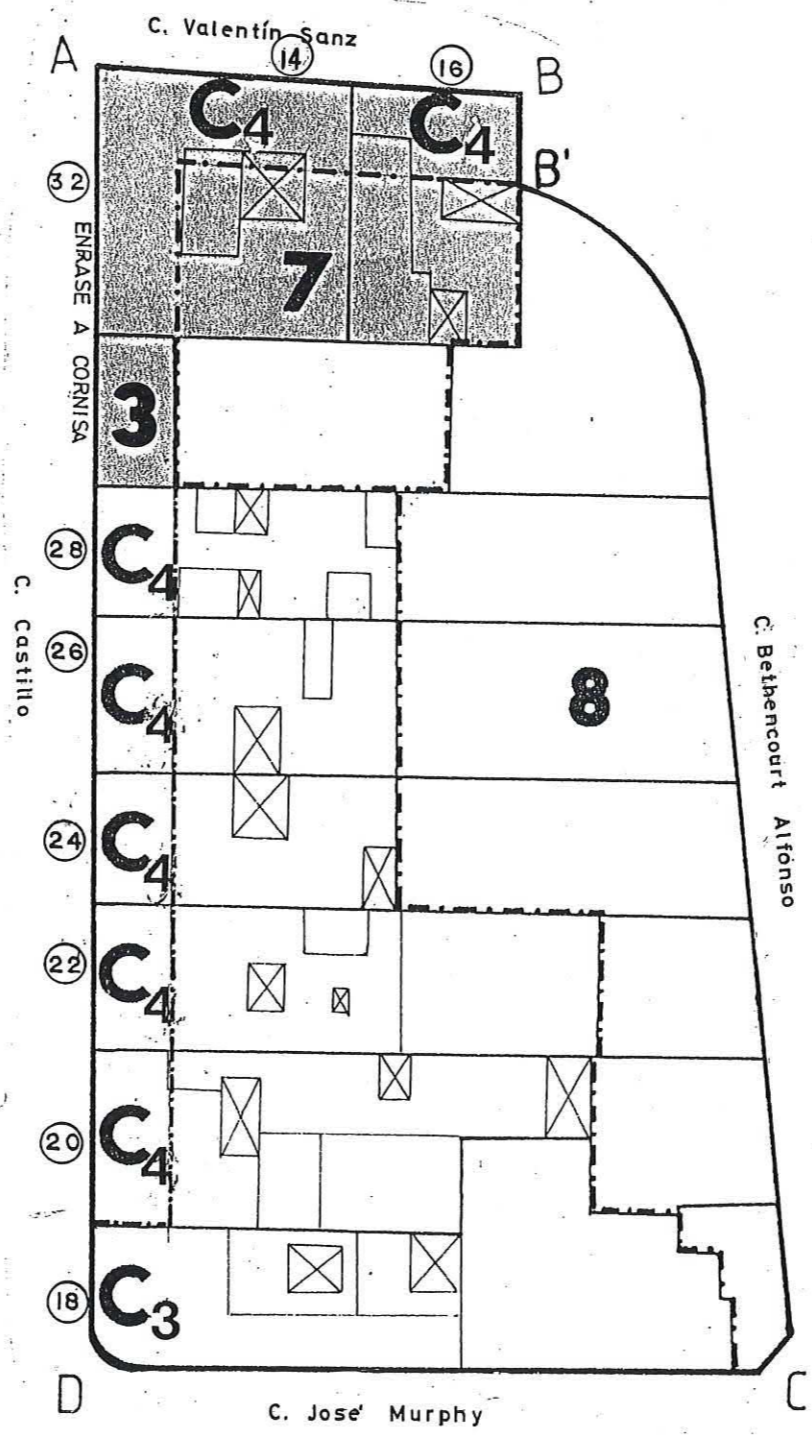 C. Valentín Sanz
A
14
16
B
C4
C4
B'
32
7
ENRASE A CORNISA
3
28
C4
C. Castillo
26
C4
8
C. Bethencourt Alfonso
24
C4
22
C4
20
C4
18
C3
D
C. José Murphy
C